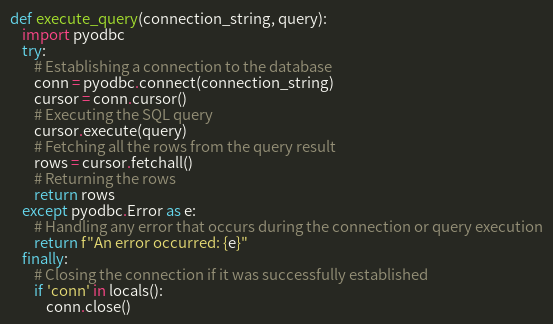 def execute_query(connection_string, query):
    import pyodbc
    try:
        # Establishing a connection to the database
        conn = pyodbc.connect(connection_string)
        cursor = conn.cursor()
        # Executing the SQL query
        cursor.execute(query)
        # Fetching all the rows from the query result
        rows = cursor.fetchall()
        # Returning the rows
        return rows
    except pyodbc.Error as e:
        # Handling any error that occurs during the connection or query execution
        return f"An error occurred: {e}"
    finally:
        # Closing the connection if it was successfully established
        if 'conn' in locals():
            conn.close()